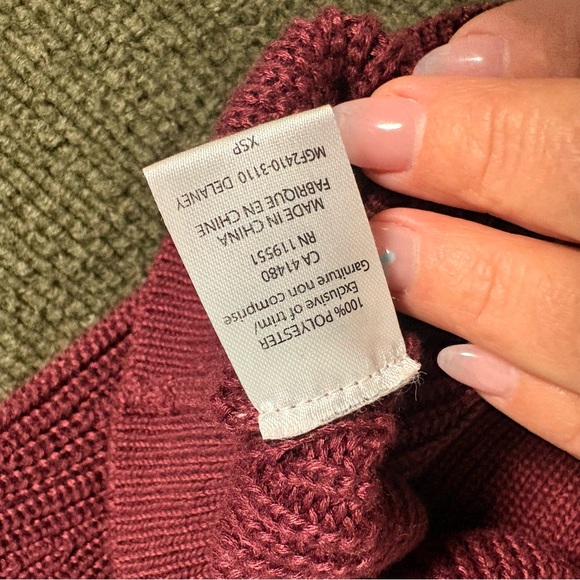 100% POLYESTER
Exclusive of trim/
Garniture non comprise
CA 41480
RN 119551
MADE IN CHINA
FABRIQUE EN CHINE
MGF2410-3110 DELANEY
XSP